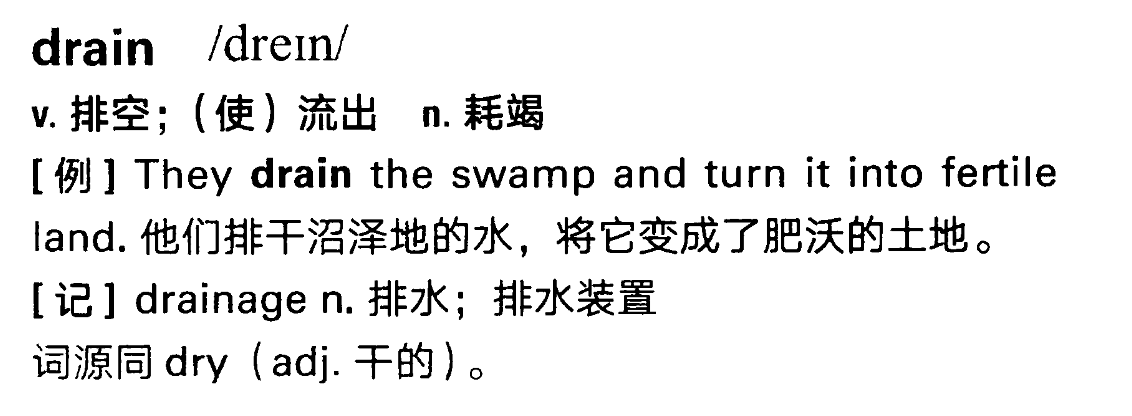 drain /dreɪn/
v. 排空；（使）流出 n. 耗竭
[例] They drain the swamp and turn it into fertile
land. 他们排干沼泽地的水，将它变成了肥沃的土地。
[记] drainage n. 排水；排水装置
词源同 dry（adj. 干的）。